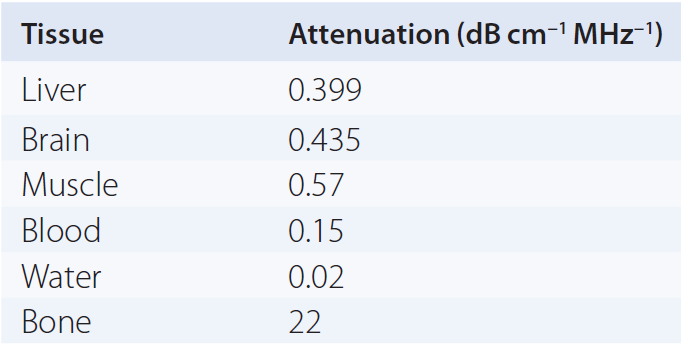 Tissue Attenuation (dB cm⁻¹ MHz⁻¹)
Liver 0.399
Brain 0.435
Muscle 0.57
Blood 0.15
Water 0.02
Bone 22